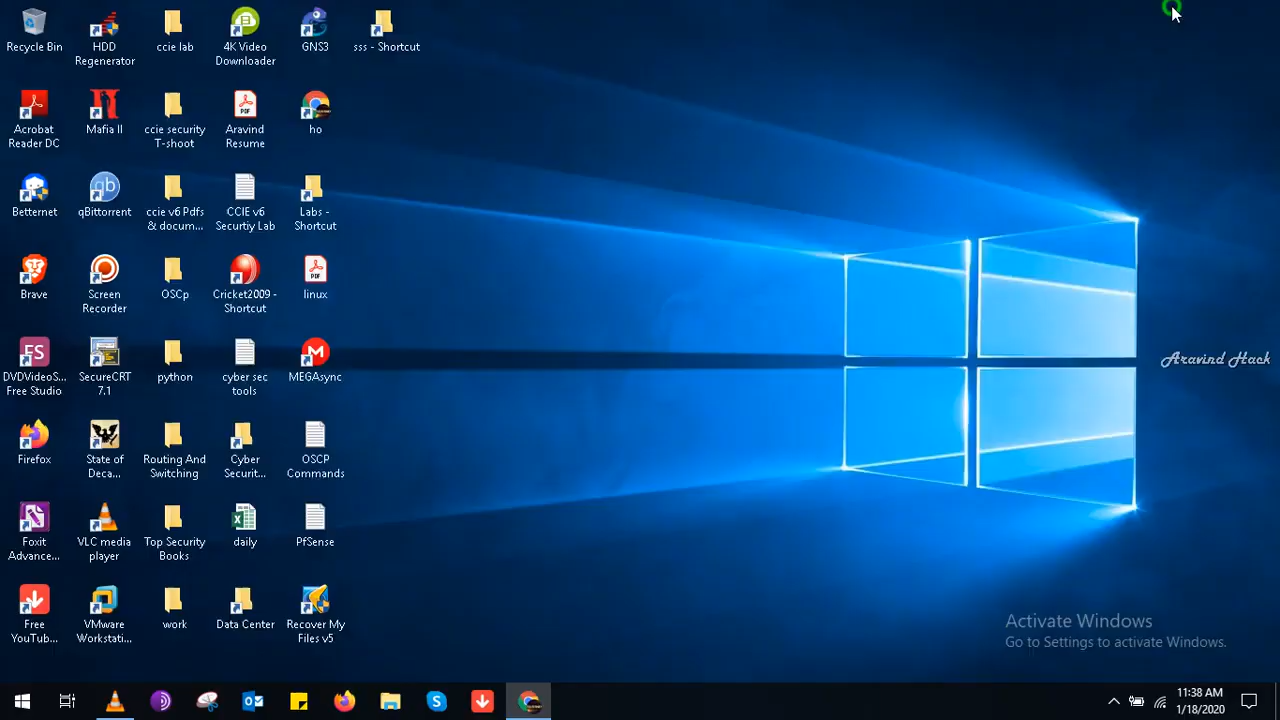 Recycle Bin
HDD
Regenerator
ccie lab
4K Video
Downloader
GNS3
sss - Shortcut
Acrobat
Reader DC
Mafia II
ccie security
T-shoot
PDF
Aravind
Resume
ho
Betternet
qb
qBittorrent
ccie v6 Pdfs
& docum...
CCIE v6
Securtiy Lab
Labs -
Shortcut
Brave
Screen
Recorder
OSCp
Cricket2009 -
Shortcut
PDF
linux
FS
DVDVideoS...
Free Studio
SecureCRT
7.1
python
cyber sec
tools
M
MEGAsync
Firefox
State of
Deca...
Routing And
Switching
Cyber
Securit...
OSCP
Commands
Foxit
Advance...
VLC media
player
Top Security
Books
daily
PfSense
Free
YouTub...
VMware
Workstati...
work
Data Center
Recover My
Files v5
Aravind Hack
Activate Windows
Go to Settings to activate Windows.
11:38 AM
1/18/2020